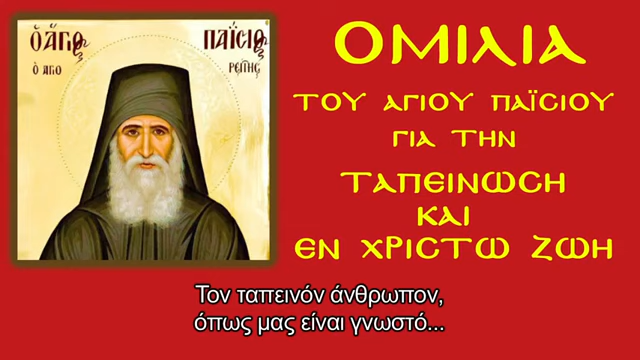 Ὁ ἍΓΙΟς ΠΑΪΣΙΟς
Ὁ ΑΓΙΟΡΕΙΤΗΣ
ΟΜΙΛΙΑ
ΤΟΥ ΑΓΙΟΥ ΠΑΪΣΙΟΥ
ΓΙΑ ΤΗΝ
ΤΑΠΕΙΝΩΣΗ
ΚΑΙ
ΕΝ ΧΡΙΣΤΩ ΖΩΗ
Τον ταπεινόν άνθρωπον,
όπως μας είναι γνωστό...